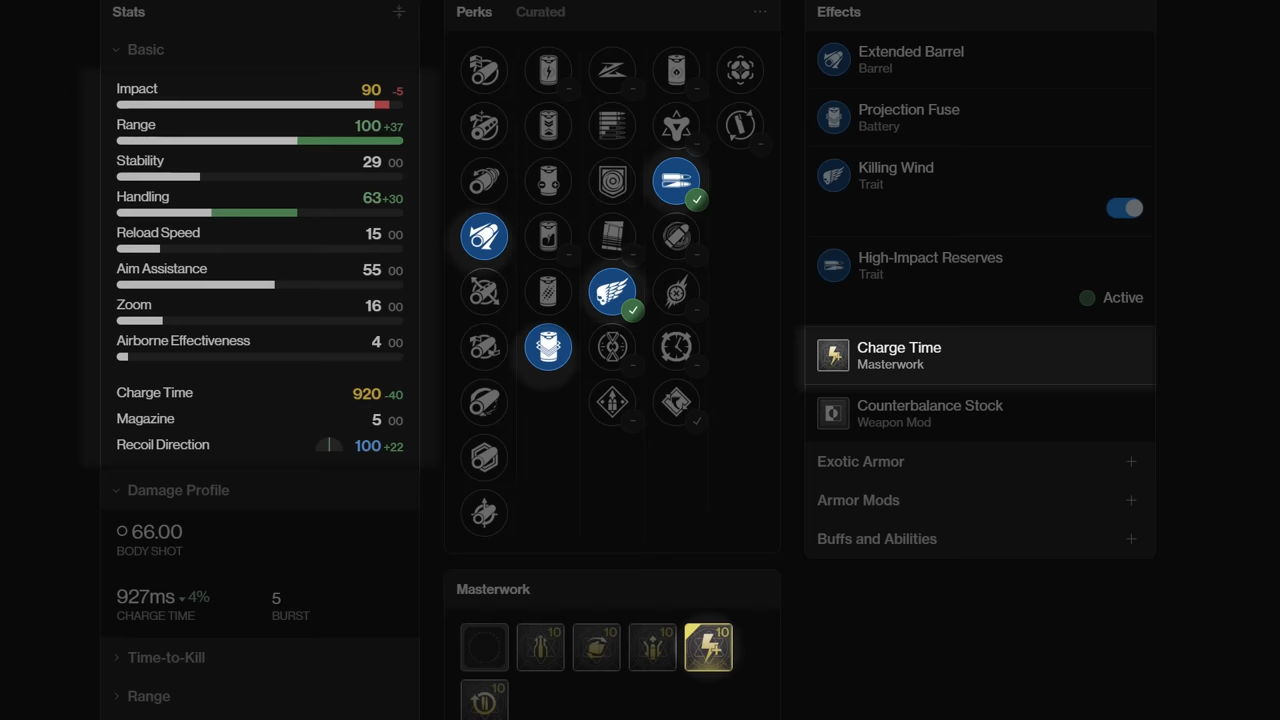 Stats
Basic
Impact 90 -5
Range 100 +37
Stability 29 00
Handling 63 +30
Reload Speed 15 00
Aim Assistance 55 00
Zoom 16 00
Airborne Effectiveness 4 00
Charge Time 920 -40
Magazine 5 00
Recoil Direction 100 +22
Damage Profile
66.00
BODY SHOT
927ms 4% 5
CHARGE TIME BURST
Time-to-Kill
Range
Perks Curated
Masterwork
10 10 10 10
10
Effects
Extended Barrel
Barrel
Projection Fuse
Battery
Killing Wind
Trait
High-Impact Reserves
Trait
Active
Charge Time
Masterwork
Counterbalance Stock
Weapon Mod
Exotic Armor
Armor Mods
Buffs and Abilities